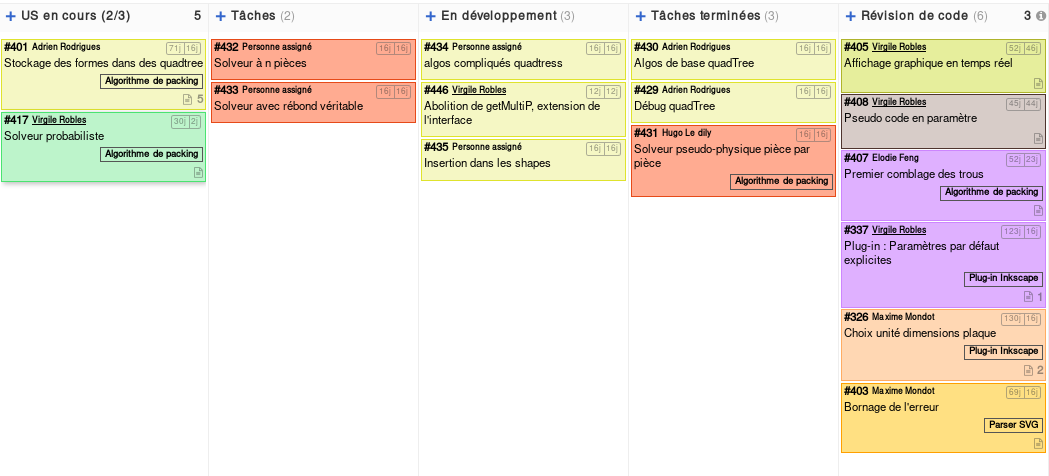 US en cours (2/3) 5
#401 Adrien Rodrigues 71j 16j
Stockage des formes dans des quadtree
Algorithme de packing
5
#417 Virgile Robles 30j 2j
Solveur probabiliste
Algorithme de packing
Tâches (2)
#432 Personne assigné 16j 16j
Solveur à n pièces
#433 Personne assigné 16j 16j
Solveur avec rébond véritable
En développement (3)
#434 Personne assigné 16j 16j
algos compliqués quadtress
#446 Virgile Robles 12j 12j
Abolition de getMultiP, extension de
l'interface
#435 Personne assigné 16j 16j
Insertion dans les shapes
Tâches terminées (3)
#430 Adrien Rodrigues 16j 16j
Algos de base quadTree
#429 Adrien Rodrigues 16j 16j
Débug quadTree
#431 Hugo Le dily 16j 16j
Solveur pseudo-physique pièce par
pièce
Algorithme de packing
Révision de code (6) 3
#405 Virgile Robles 52j 46j
Affichage graphique en temps réel
#408 Virgile Robles 45j 44j
Pseudo code en paramètre
#407 Elodie Feng 52j 23j
Premier comblage des trous
Algorithme de packing
#337 Virgile Robles 123j 16j
Plug-in : Paramètres par défaut
explicites
Plug-in Inkscape
1
#326 Maxime Mondot 130j 16j
Choix unité dimensions plaque
Plug-in Inkscape
2
#403 Maxime Mondot 69j 16j
Bornage de l'erreur
Parser SVG